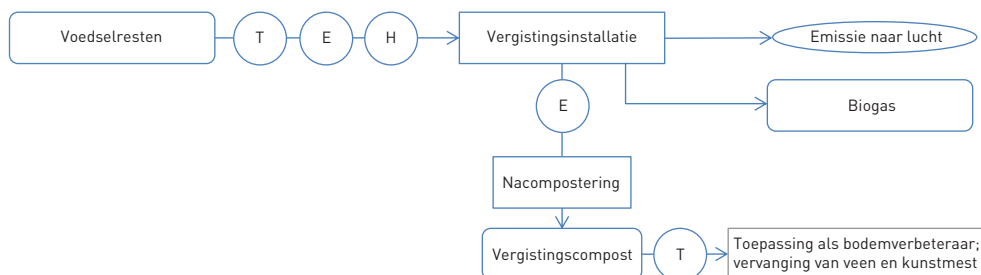 Voedselresten
T
E
H
Vergistingsinstallatie
Emissie naar lucht
Biogas
E
Nacompostering
Vergistingscompost
T
Toepassing als bodemverbeteraar;
vervanging van veen en kunstmest